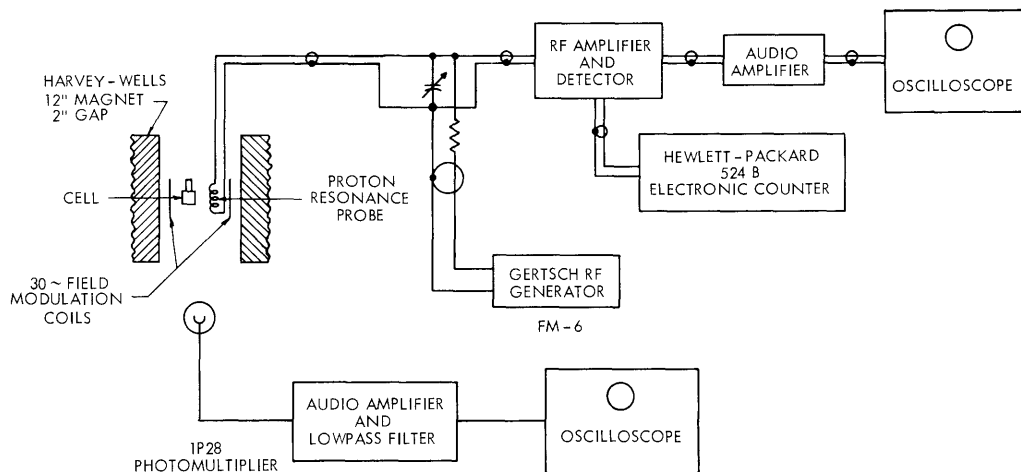 HARVEY-WELLS
12" MAGNET
2" GAP
CELL
30 ~ FIELD
MODULATION
COILS
PROTON
RESONANCE
PROBE
RF AMPLIFIER
AND
DETECTOR
AUDIO
AMPLIFIER
OSCILLOSCOPE
HEWLETT-PACKARD
524 B
ELECTRONIC COUNTER
GERTSCH RF
GENERATOR
FM-6
1P28
PHOTOMULTIPLIER
AUDIO AMPLIFIER
AND
LOWPASS FILTER
OSCILLOSCOPE